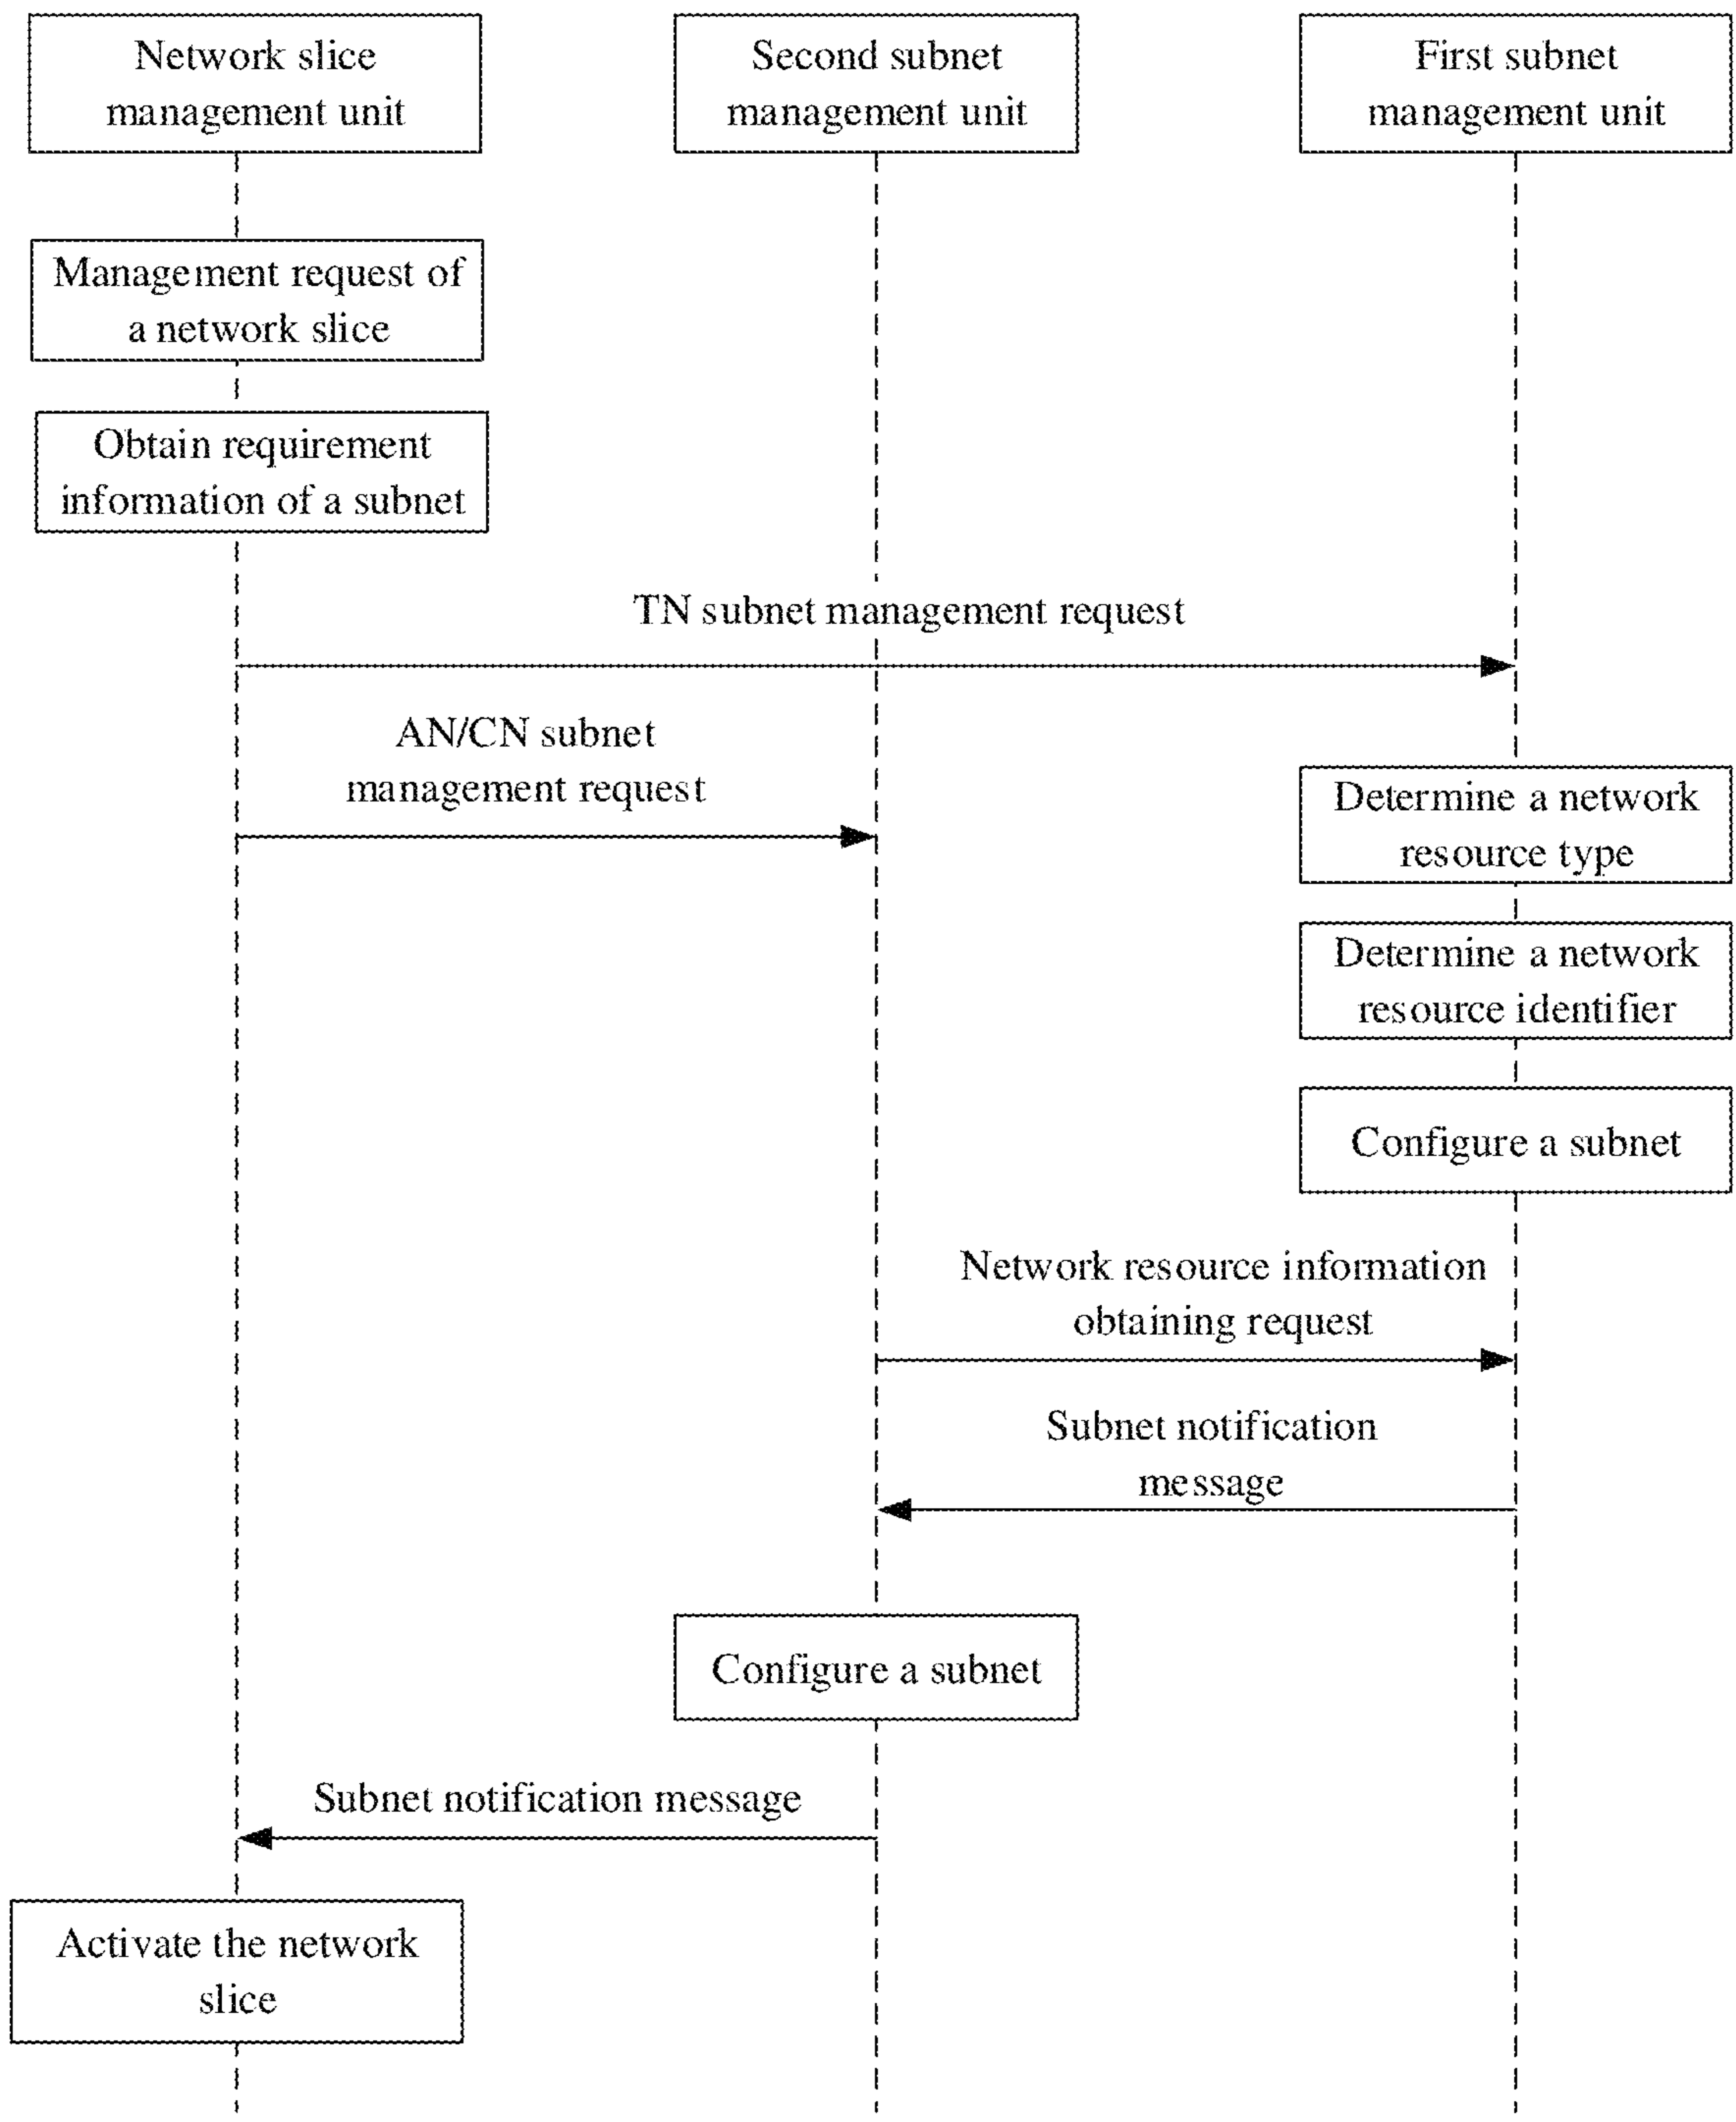 Network slice
management unit
Second subnet
management unit
First subnet
management unit
Management request of
a network slice
Obtain requirement
information of a subnet
TN subnet management request
AN/CN subnet
management request
Determine a network
resource type
Determine a network
resource identifier
Configure a subnet
Network resource information
obtaining request
Subnet notification
message
Configure a subnet
Subnet notification message
Activate the network
slice